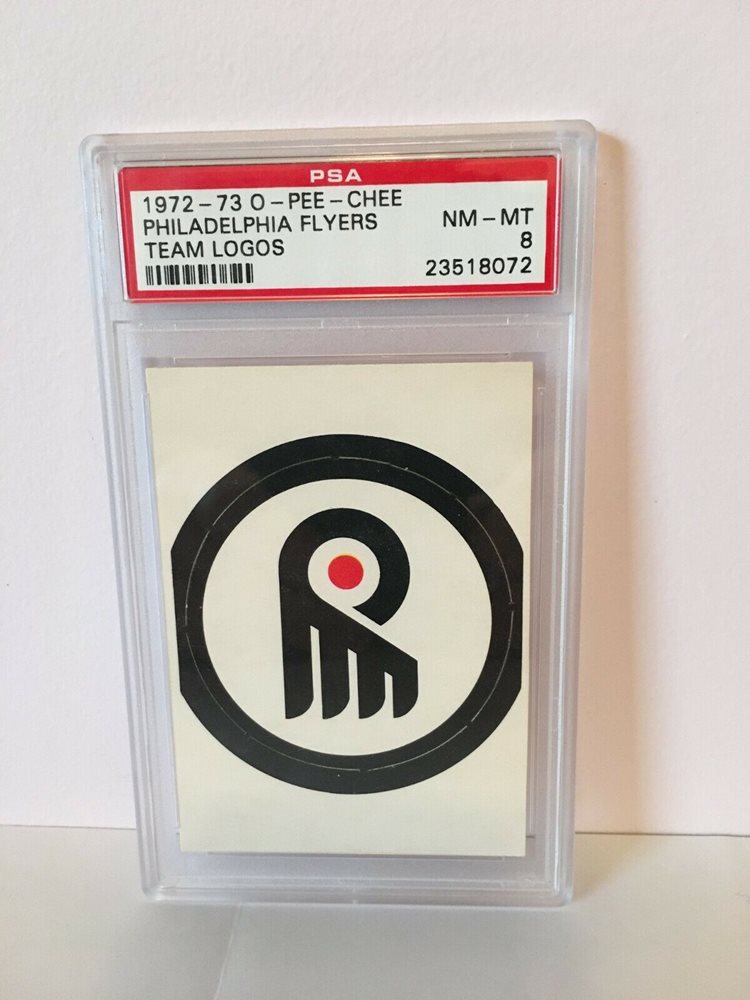 PSA
1972-73 O-PEE-CHEE
PHILADELPHIA FLYERS
NM-MT
TEAM LOGOS
8
23518072